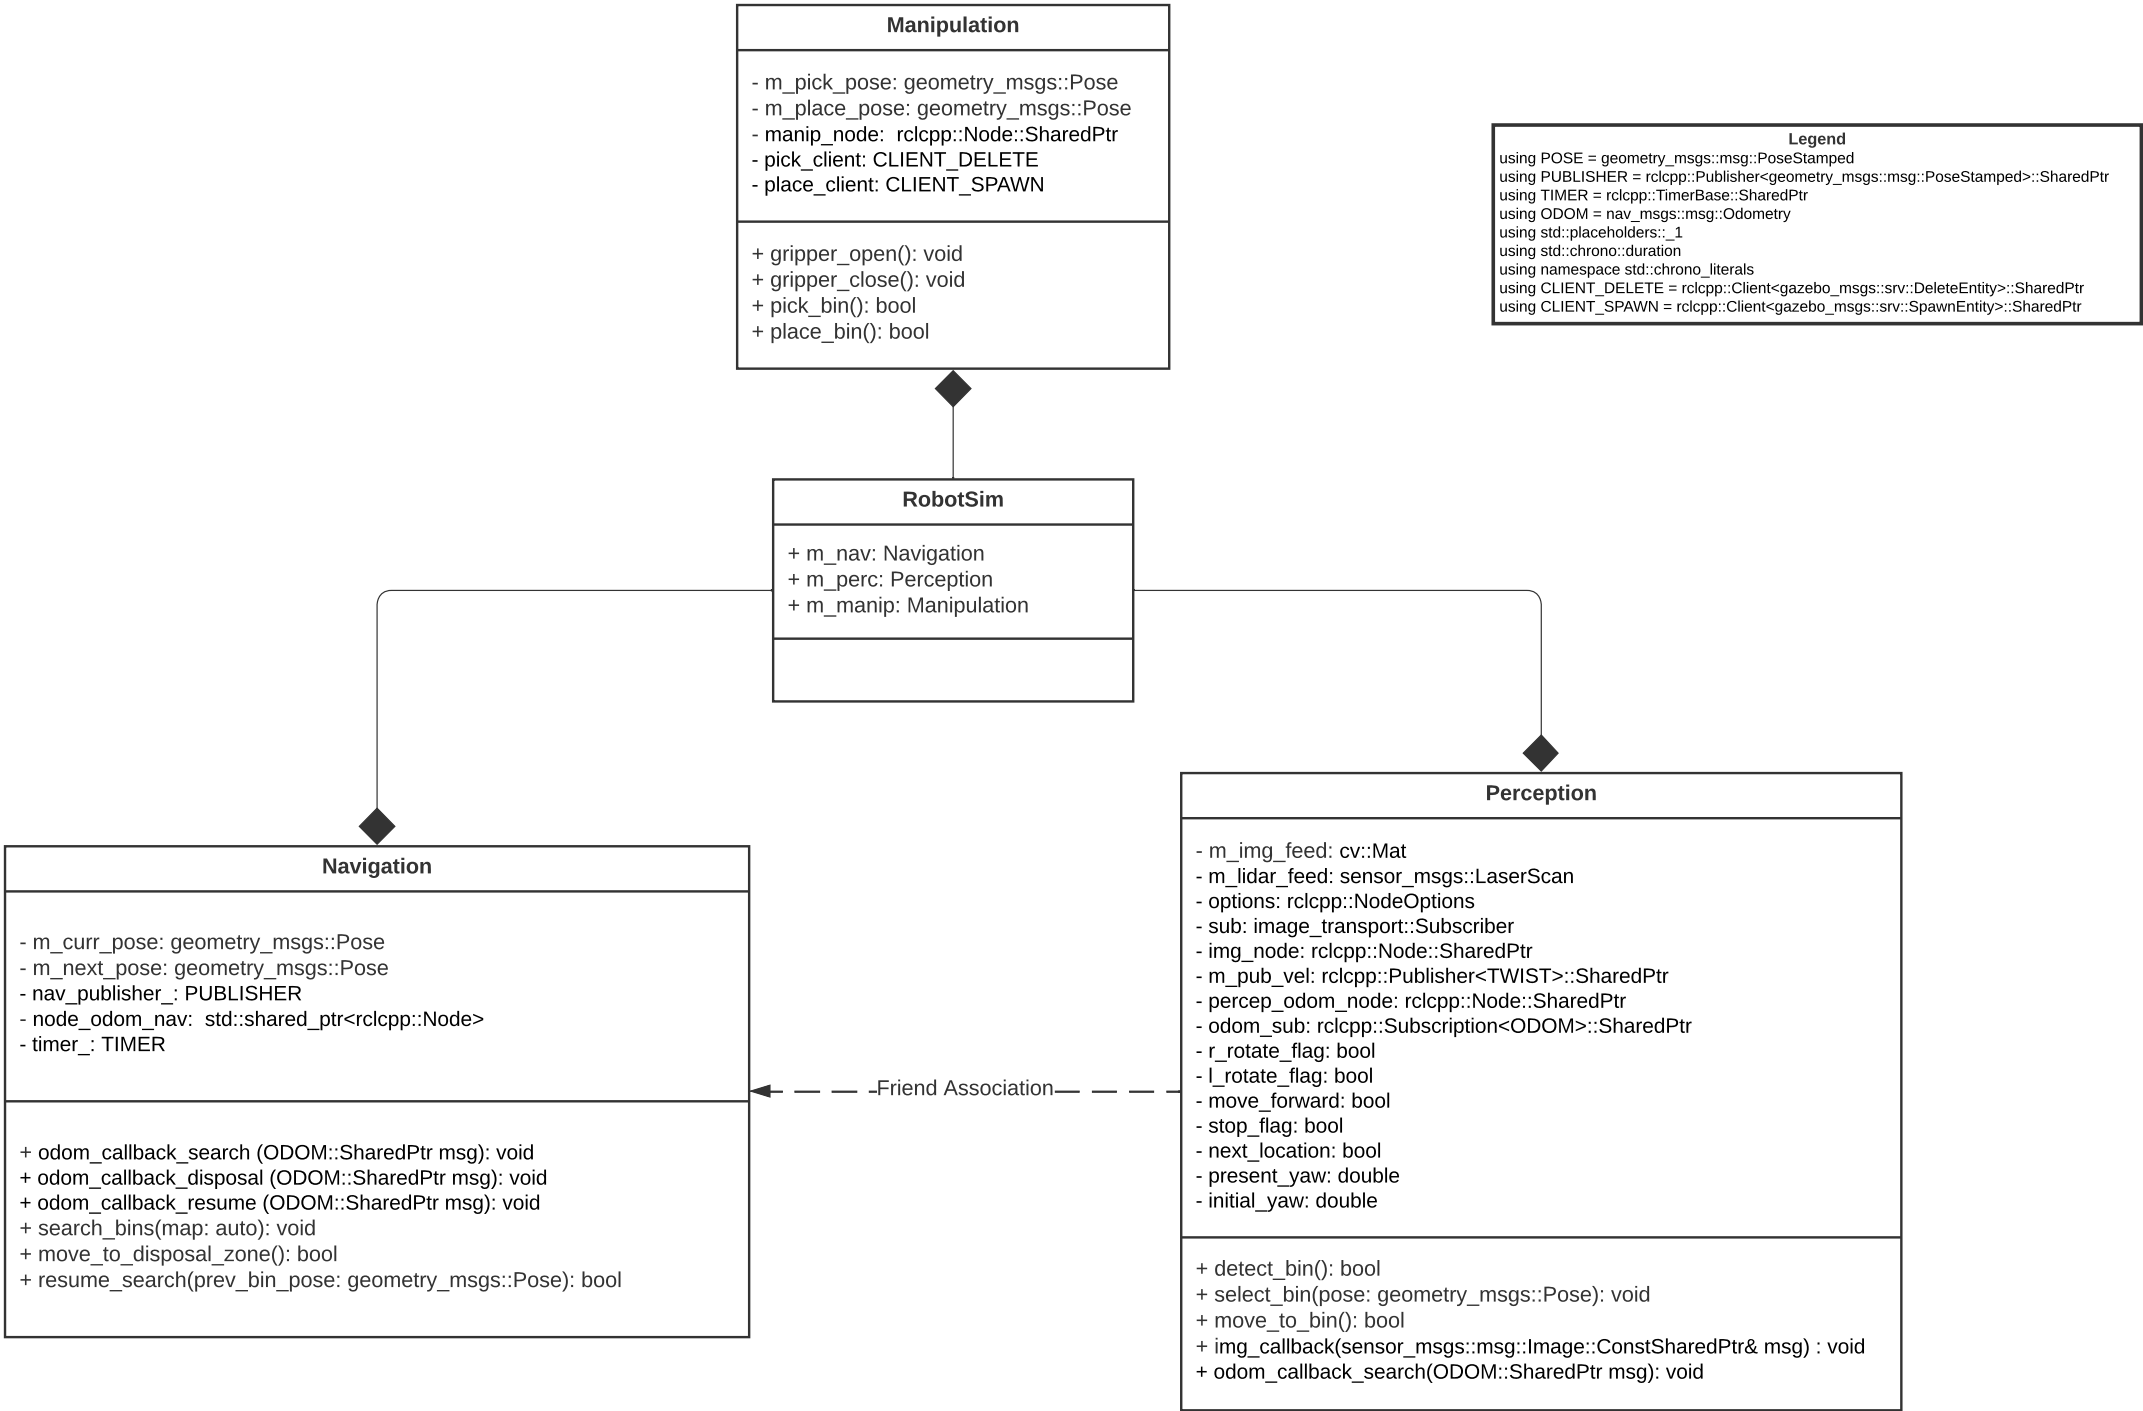 Manipulation
- m_pick_pose: geometry_msgs::Pose
- m_place_pose: geometry_msgs::Pose
- manip_node:  rclcpp::Node::SharedPtr
- pick_client: CLIENT_DELETE
- place_client: CLIENT_SPAWN
+ gripper_open(): void
+ gripper_close(): void
+ pick_bin(): bool
+ place_bin(): bool
Legend
using POSE = geometry_msgs::msg::PoseStamped
using PUBLISHER = rclcpp::Publisher<geometry_msgs::msg::PoseStamped>::SharedPtr
using TIMER = rclcpp::TimerBase::SharedPtr
using ODOM = nav_msgs::msg::Odometry
using std::placeholders::_1
using std::chrono::duration
using namespace std::chrono_literals
using CLIENT_DELETE = rclcpp::Client<gazebo_msgs::srv::DeleteEntity>::SharedPtr
using CLIENT_SPAWN = rclcpp::Client<gazebo_msgs::srv::SpawnEntity>::SharedPtr
RobotSim
+ m_nav: Navigation
+ m_perc: Perception
+ m_manip: Manipulation
Navigation
- m_curr_pose: geometry_msgs::Pose
- m_next_pose: geometry_msgs::Pose
- nav_publisher_: PUBLISHER
- node_odom_nav:  std::shared_ptr<rclcpp::Node>
- timer_: TIMER
+ odom_callback_search (ODOM::SharedPtr msg): void
+ odom_callback_disposal (ODOM::SharedPtr msg): void
+ odom_callback_resume (ODOM::SharedPtr msg): void
+ search_bins(map: auto): void
+ move_to_disposal_zone(): bool
+ resume_search(prev_bin_pose: geometry_msgs::Pose): bool
Friend Association
Perception
- m_img_feed: cv::Mat
- m_lidar_feed: sensor_msgs::LaserScan
- options: rclcpp::NodeOptions
- sub: image_transport::Subscriber
- img_node: rclcpp::Node::SharedPtr
- m_pub_vel: rclcpp::Publisher<TWIST>::SharedPtr
- percep_odom_node: rclcpp::Node::SharedPtr
- odom_sub: rclcpp::Subscription<ODOM>::SharedPtr
- r_rotate_flag: bool
- l_rotate_flag: bool
- move_forward: bool
- stop_flag: bool
- next_location: bool
- present_yaw: double
- initial_yaw: double
+ detect_bin(): bool
+ select_bin(pose: geometry_msgs::Pose): void
+ move_to_bin(): bool
+ img_callback(sensor_msgs::msg::Image::ConstSharedPtr& msg) : void
+ odom_callback_search(ODOM::SharedPtr msg): void